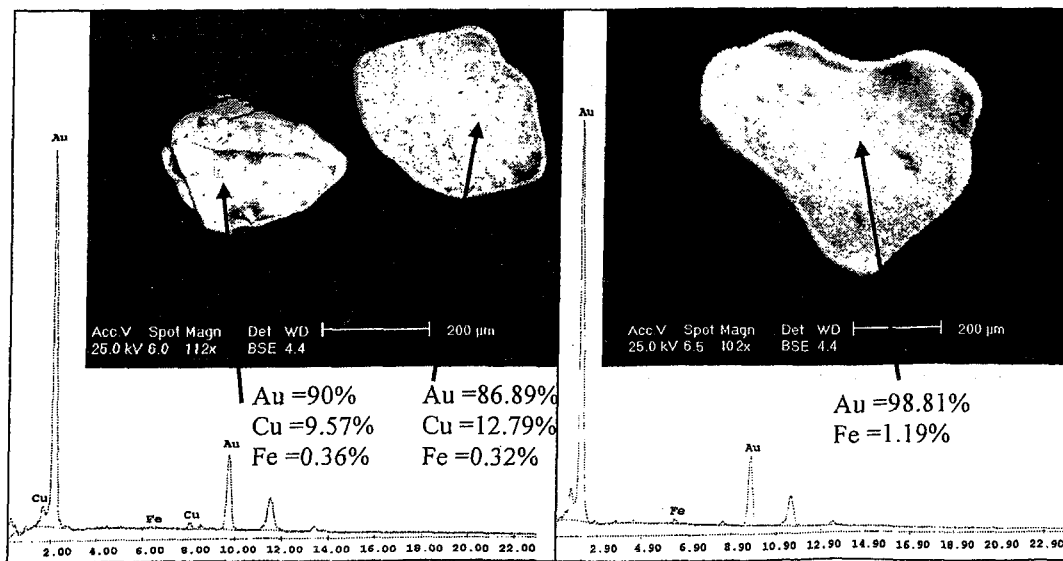 Au
Acc.V Spot Magn Det WD
25.0 kV 6.0 112x BSE 4.4
200 µm
Au =90%
Cu =9.57%
Fe =0.36%
Au =86.89%
Cu =12.79%
Fe =0.32%
Au
Cu
Fe
Cu
2.00 4.00 6.00 8.00 10.00 12.00 14.00 16.00 18.00 20.00 22.00
Au
Acc.V Spot Magn Det WD
25.0 kV 6.5 102x BSE 4.4
200 µm
Au =98.81%
Fe =1.19%
Au
Fe
2.90 4.90 6.90 8.90 10.90 12.90 14.90 16.90 18.90 20.90 22.90